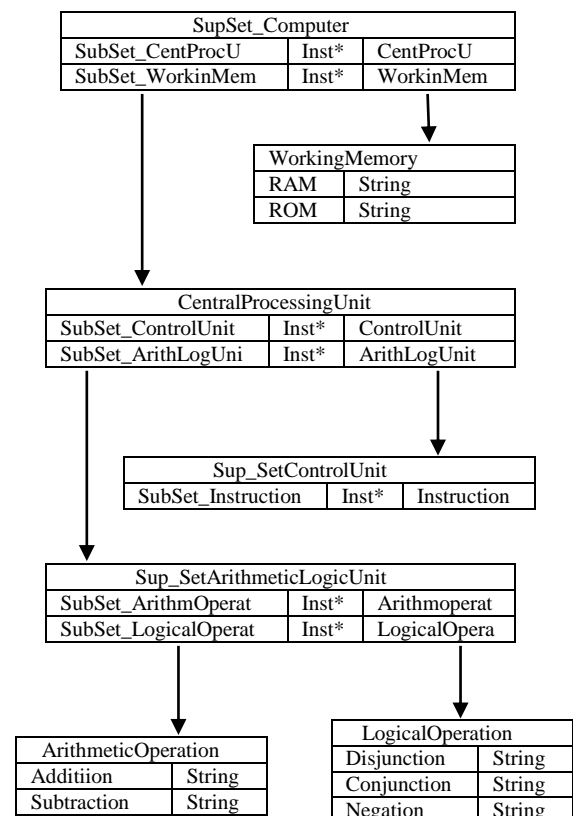 SupSet_Computer
SubSet_CentProcU Inst* CentProcU
SubSet_WorkinMem Inst* WorkinMem
WorkingMemory
RAM String
ROM String
CentralProcessingUnit
SubSet_ControlUnit Inst* ControlUnit
SubSet_ArithLogUni Inst* ArithLogUnit
Sup_SetControlUnit
SubSet_Instruction Inst* Instruction
Sup_SetArithmeticLogicUnit
SubSet_ArithmOperat Inst* Arithmoperat
SubSet_LogicalOperat Inst* LogicalOpera
ArithmeticOperation
Additiion String
Subtraction String
LogicalOperation
Disjunction String
Conjunction String
Negation String